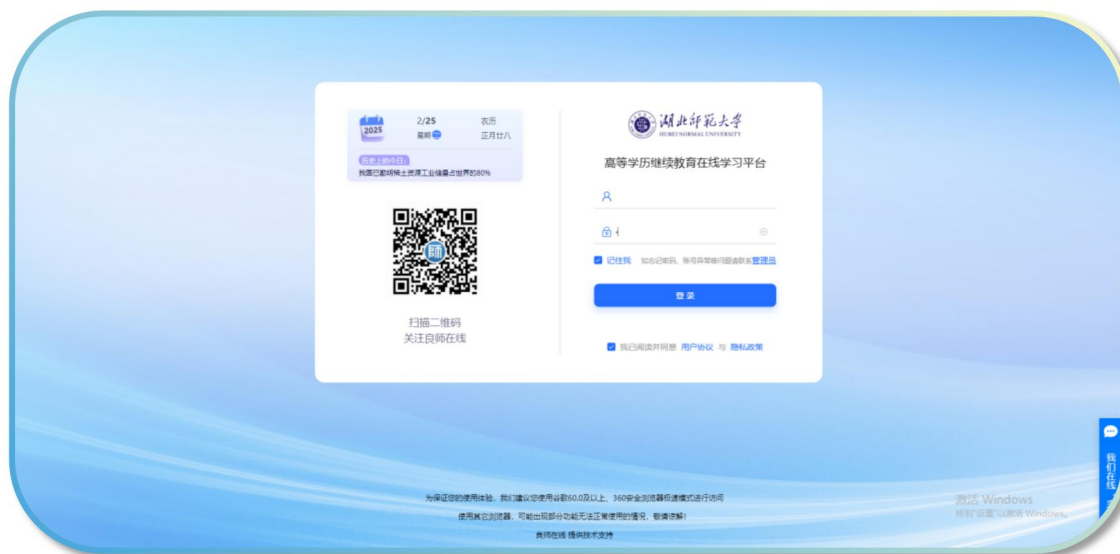 2025
2/25
农历
星期二
正月廿八
历史上的今日:
我国已勘明稀土资源工业储量占世界的80%
扫描二维码
关注良师在线
湖北师范大学
HUBEI NORMAL UNIVERSITY
高等学历继续教育在线学习平台
记住我 如忘记密码、账号异常等问题请联系管理员
登录
我已阅读并同意 用户协议 与 隐私政策
我们在线
为保证您的使用体验，我们建议您使用谷歌60.0及以上、360安全浏览器极速模式进行访问
使用其它浏览器，可能出现部分功能无法正常使用的情况，敬请谅解!
良师在线 提供技术支持
激活 Windows
转到"设置"以激活 Windows。